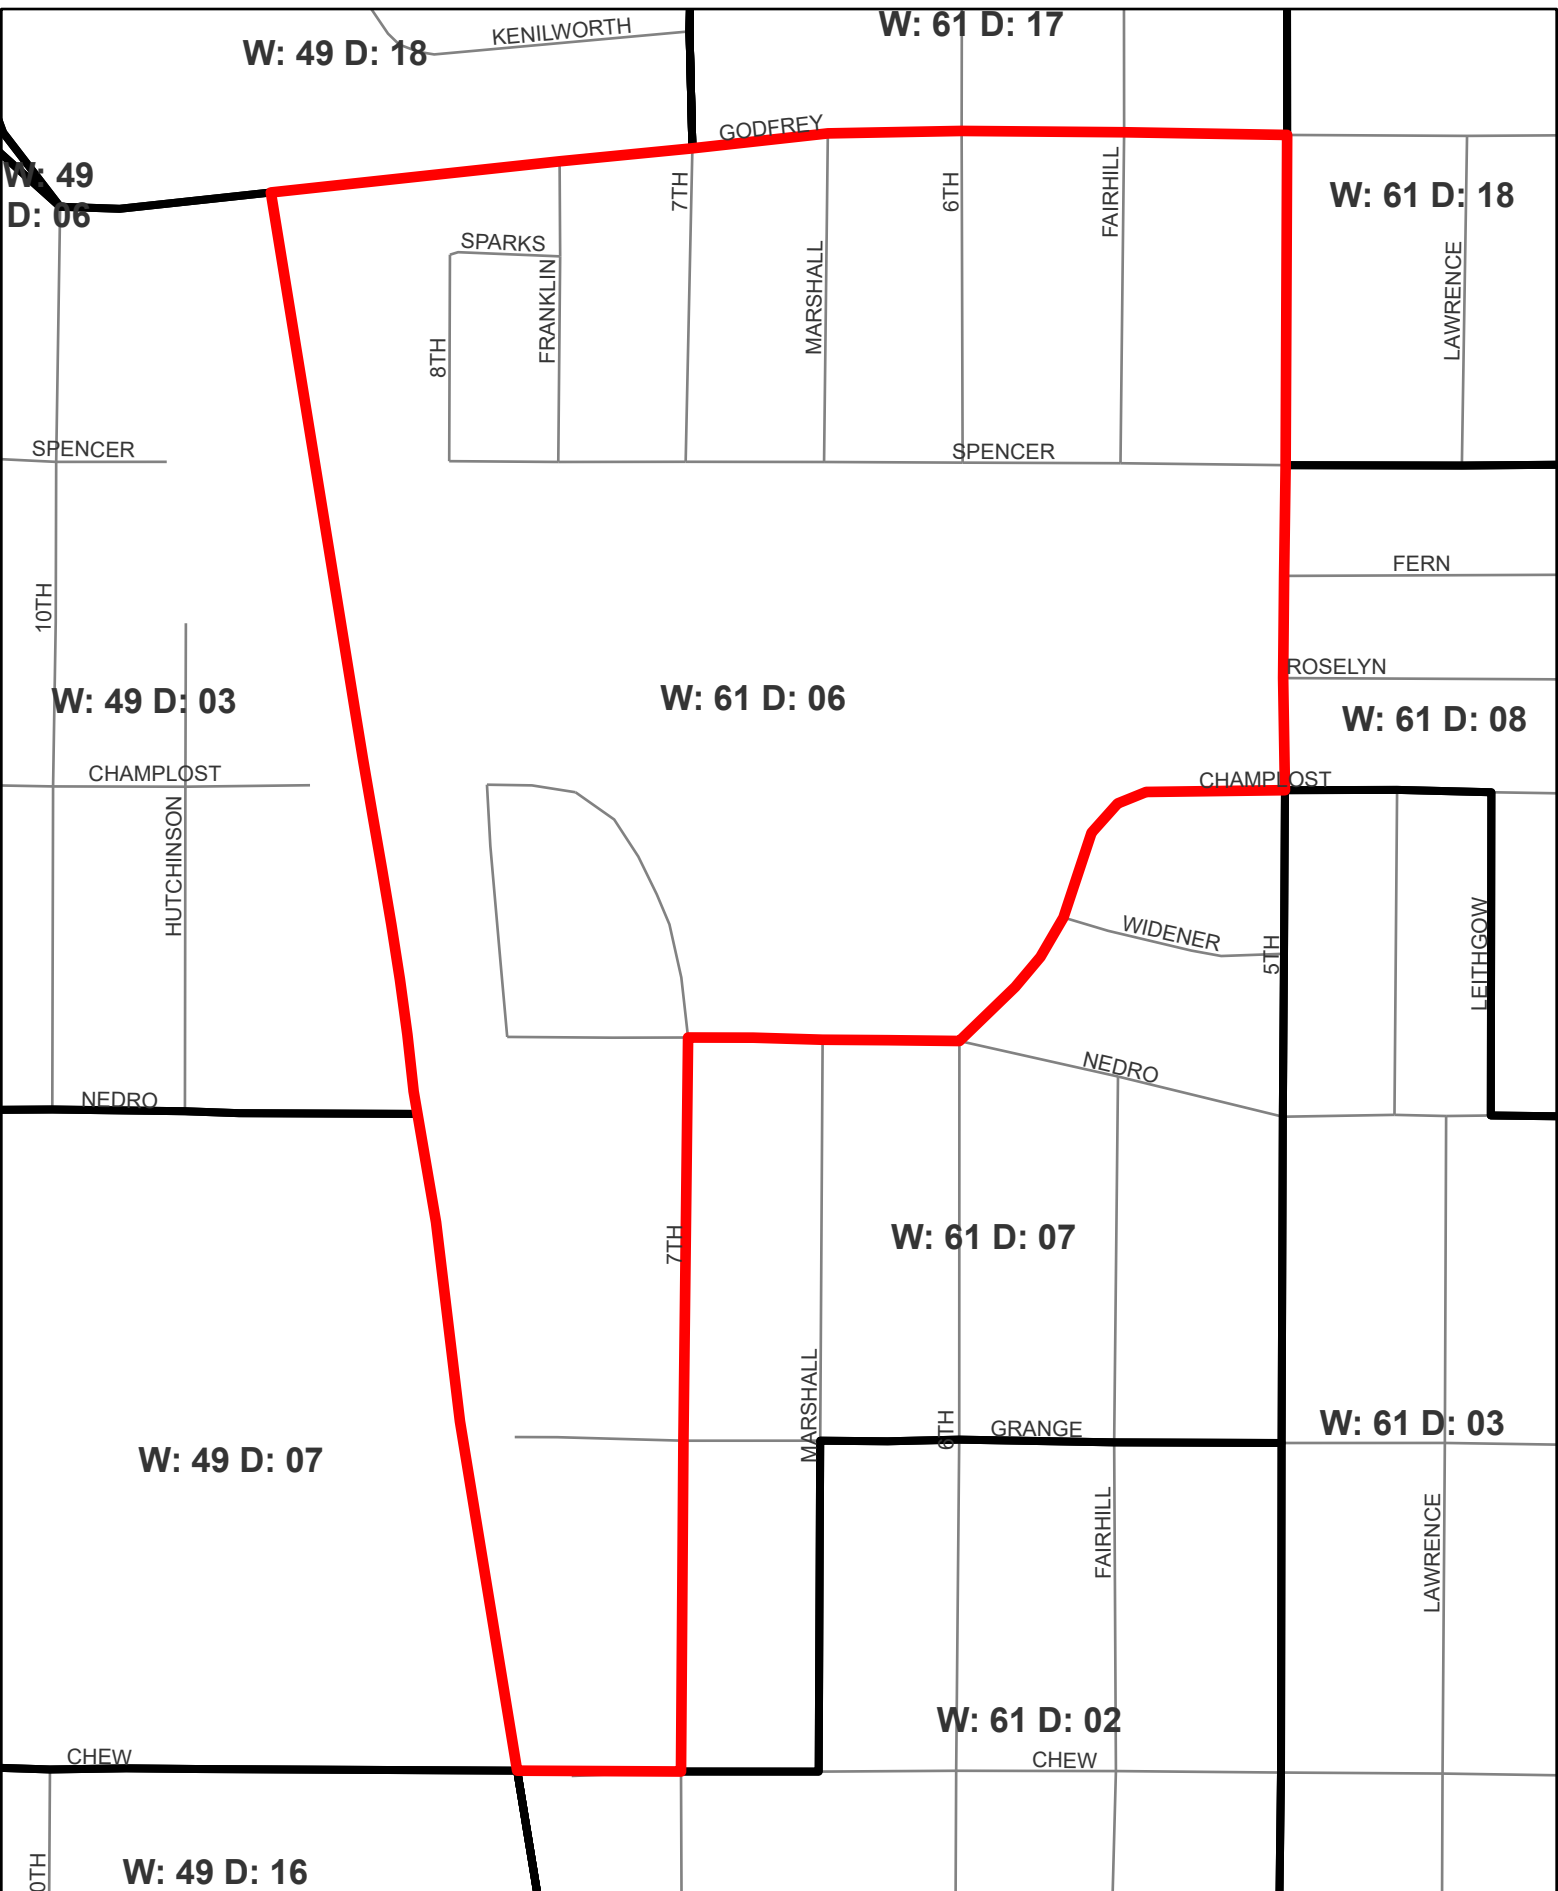 W: 61 D: 17
KENILWORTH
W: 49 D: 18
GODFREY
W: 49
D: 06
7TH
6TH
FAIRHILL
W: 61 D: 18
SPARKS
FRANKLIN
MARSHALL
LAWRENCE
8TH
SPENCER
SPENCER
FERN
10TH
ROSELYN
W: 49 D: 03
W: 61 D: 06
W: 61 D: 08
CHAMPLOST
CHAMPLOST
HUTCHINSON
WIDENER
5TH
LEITHGOW
NEDRO
NEDRO
7TH
W: 61 D: 07
MARSHALL
6TH
GRANGE
W: 61 D: 03
W: 49 D: 07
FAIRHILL
LAWRENCE
W: 61 D: 02
CHEW
CHEW
0TH
W: 49 D: 16